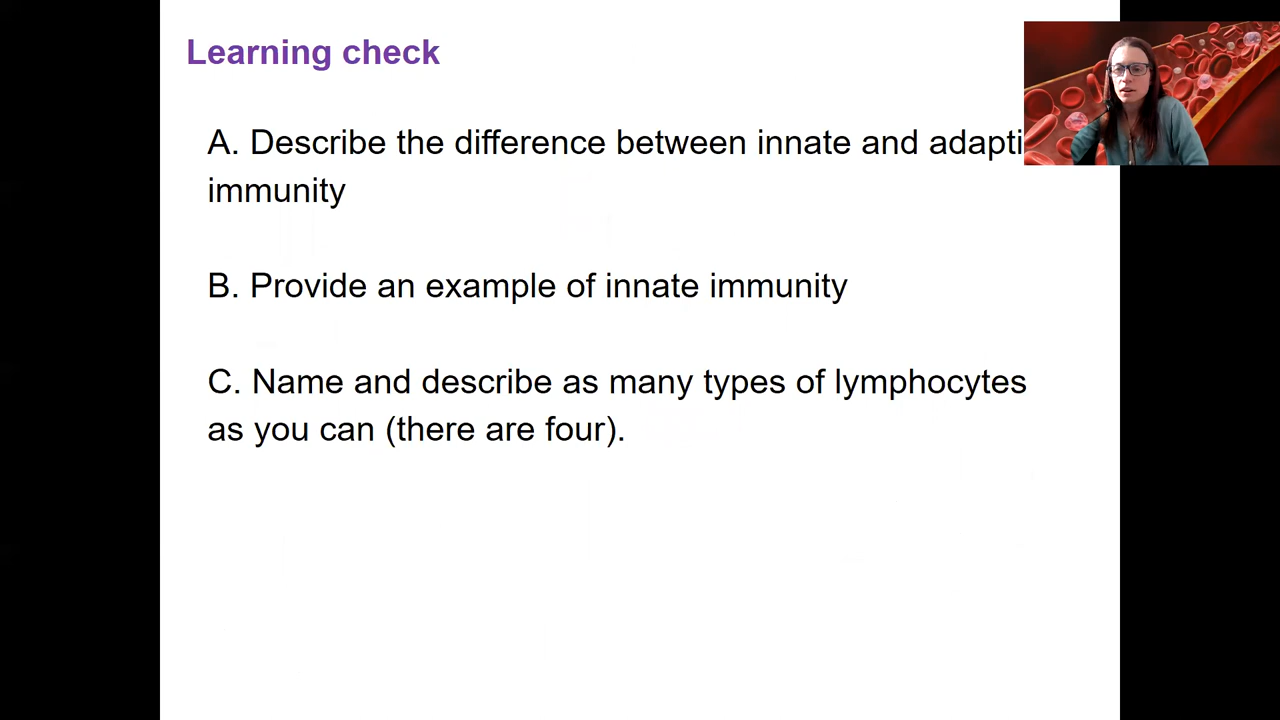 Learning check
A. Describe the difference between innate and adapti
immunity
B. Provide an example of innate immunity
C. Name and describe as many types of lymphocytes
as you can (there are four).